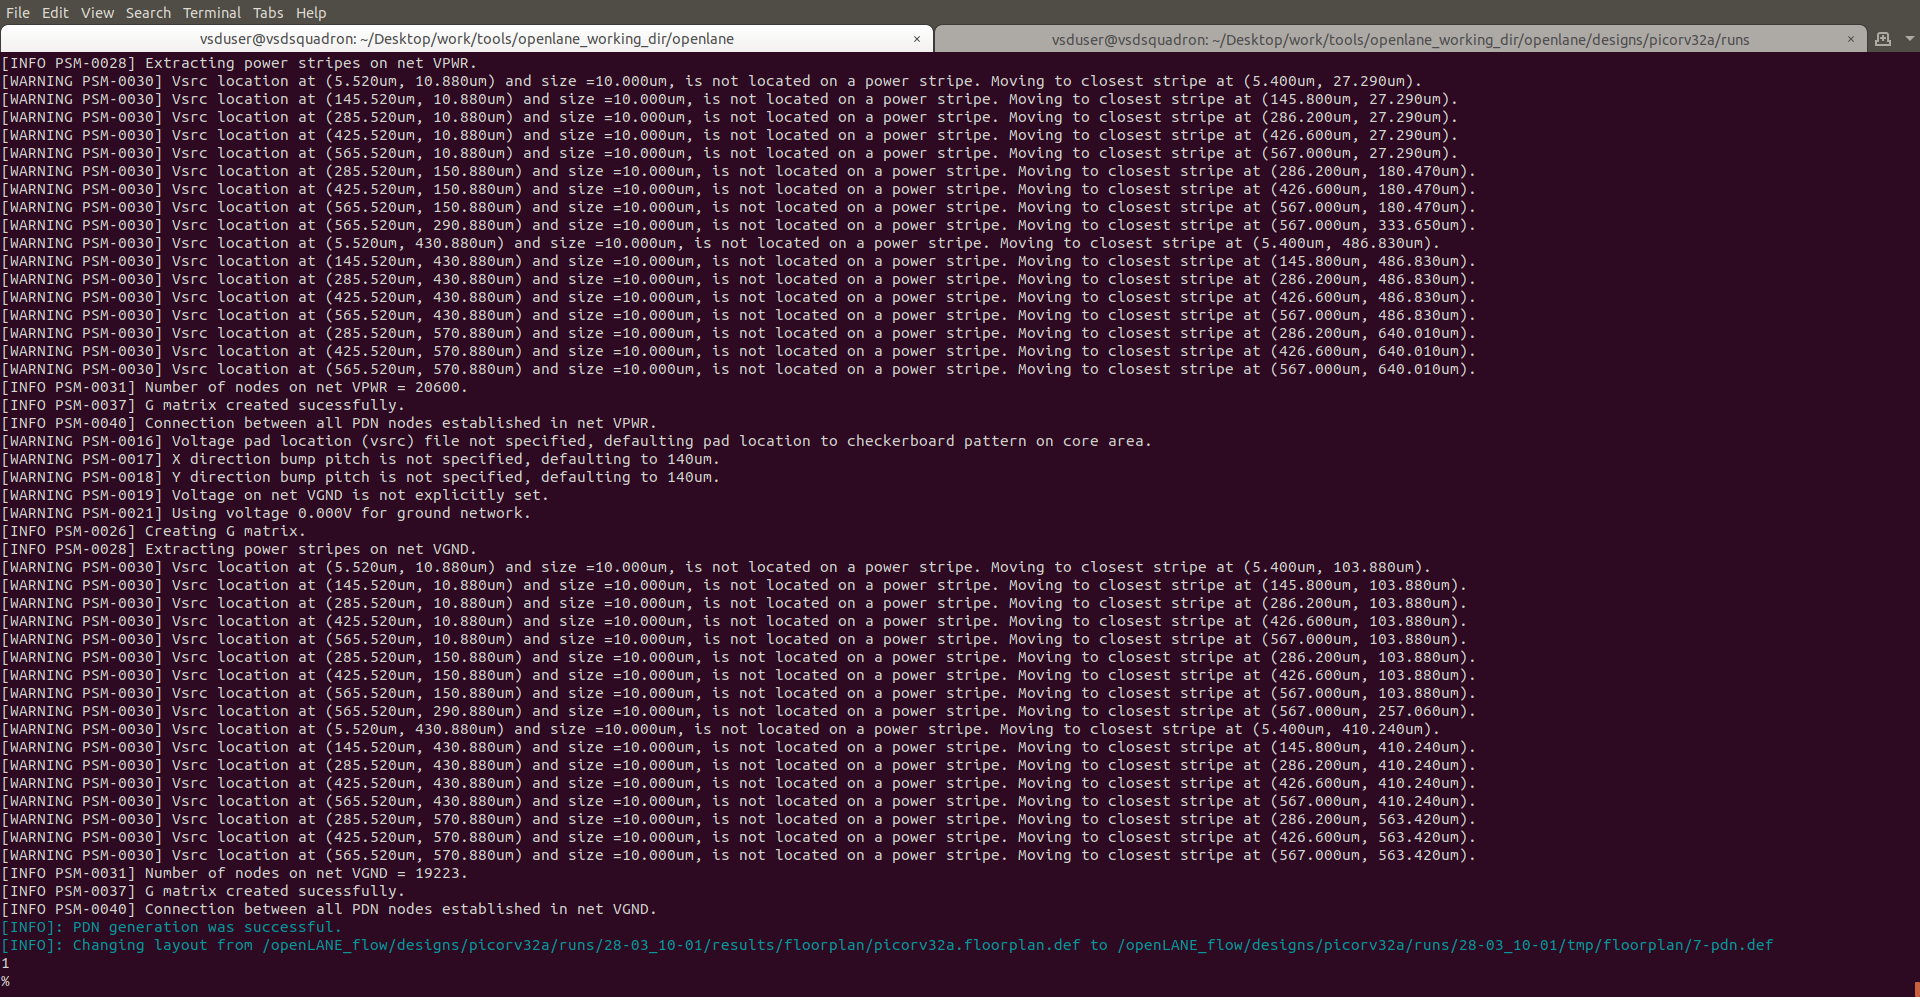 File Edit View Search Terminal Tabs Help
vsduser@vsdsquadron: ~/Desktop/work/tools/openlane_working_dir/openlane × vsduser@vsdsquadron: ~/Desktop/work/tools/openlane_working_dir/openlane/designs/picorv32a/runs ×
[INFO PSM-0028] Extracting power stripes on net VPWR.
[WARNING PSM-0030] Vsrc location at (5.520um, 10.880um) and size =10.000um, is not located on a power stripe. Moving to closest stripe at (5.400um, 27.290um).
[WARNING PSM-0030] Vsrc location at (145.520um, 10.880um) and size =10.000um, is not located on a power stripe. Moving to closest stripe at (145.800um, 27.290um).
[WARNING PSM-0030] Vsrc location at (285.520um, 10.880um) and size =10.000um, is not located on a power stripe. Moving to closest stripe at (286.200um, 27.290um).
[WARNING PSM-0030] Vsrc location at (425.520um, 10.880um) and size =10.000um, is not located on a power stripe. Moving to closest stripe at (426.600um, 27.290um).
[WARNING PSM-0030] Vsrc location at (565.520um, 10.880um) and size =10.000um, is not located on a power stripe. Moving to closest stripe at (567.000um, 27.290um).
[WARNING PSM-0030] Vsrc location at (285.520um, 150.880um) and size =10.000um, is not located on a power stripe. Moving to closest stripe at (286.200um, 180.470um).
[WARNING PSM-0030] Vsrc location at (425.520um, 150.880um) and size =10.000um, is not located on a power stripe. Moving to closest stripe at (426.600um, 180.470um).
[WARNING PSM-0030] Vsrc location at (565.520um, 150.880um) and size =10.000um, is not located on a power stripe. Moving to closest stripe at (567.000um, 180.470um).
[WARNING PSM-0030] Vsrc location at (565.520um, 290.880um) and size =10.000um, is not located on a power stripe. Moving to closest stripe at (567.000um, 333.650um).
[WARNING PSM-0030] Vsrc location at (5.520um, 430.880um) and size =10.000um, is not located on a power stripe. Moving to closest stripe at (5.400um, 486.830um).
[WARNING PSM-0030] Vsrc location at (145.520um, 430.880um) and size =10.000um, is not located on a power stripe. Moving to closest stripe at (145.800um, 486.830um).
[WARNING PSM-0030] Vsrc location at (285.520um, 430.880um) and size =10.000um, is not located on a power stripe. Moving to closest stripe at (286.200um, 486.830um).
[WARNING PSM-0030] Vsrc location at (425.520um, 430.880um) and size =10.000um, is not located on a power stripe. Moving to closest stripe at (426.600um, 486.830um).
[WARNING PSM-0030] Vsrc location at (565.520um, 430.880um) and size =10.000um, is not located on a power stripe. Moving to closest stripe at (567.000um, 486.830um).
[WARNING PSM-0030] Vsrc location at (285.520um, 570.880um) and size =10.000um, is not located on a power stripe. Moving to closest stripe at (286.200um, 640.010um).
[WARNING PSM-0030] Vsrc location at (425.520um, 570.880um) and size =10.000um, is not located on a power stripe. Moving to closest stripe at (426.600um, 640.010um).
[WARNING PSM-0030] Vsrc location at (565.520um, 570.880um) and size =10.000um, is not located on a power stripe. Moving to closest stripe at (567.000um, 640.010um).
[INFO PSM-0031] Number of nodes on net VPWR = 20600.
[INFO PSM-0037] G matrix created sucessfully.
[INFO PSM-0040] Connection between all PDN nodes established in net VPWR.
[WARNING PSM-0016] Voltage pad location (vsrc) file not specified, defaulting pad location to checkerboard pattern on core area.
[WARNING PSM-0017] X direction bump pitch is not specified, defaulting to 140um.
[WARNING PSM-0018] Y direction bump pitch is not specified, defaulting to 140um.
[WARNING PSM-0019] Voltage on net VGND is not explicitly set.
[WARNING PSM-0021] Using voltage 0.000V for ground network.
[INFO PSM-0026] Creating G matrix.
[INFO PSM-0028] Extracting power stripes on net VGND.
[WARNING PSM-0030] Vsrc location at (5.520um, 10.880um) and size =10.000um, is not located on a power stripe. Moving to closest stripe at (5.400um, 103.880um).
[WARNING PSM-0030] Vsrc location at (145.520um, 10.880um) and size =10.000um, is not located on a power stripe. Moving to closest stripe at (145.800um, 103.880um).
[WARNING PSM-0030] Vsrc location at (285.520um, 10.880um) and size =10.000um, is not located on a power stripe. Moving to closest stripe at (286.200um, 103.880um).
[WARNING PSM-0030] Vsrc location at (425.520um, 10.880um) and size =10.000um, is not located on a power stripe. Moving to closest stripe at (426.600um, 103.880um).
[WARNING PSM-0030] Vsrc location at (565.520um, 10.880um) and size =10.000um, is not located on a power stripe. Moving to closest stripe at (567.000um, 103.880um).
[WARNING PSM-0030] Vsrc location at (285.520um, 150.880um) and size =10.000um, is not located on a power stripe. Moving to closest stripe at (286.200um, 103.880um).
[WARNING PSM-0030] Vsrc location at (425.520um, 150.880um) and size =10.000um, is not located on a power stripe. Moving to closest stripe at (426.600um, 103.880um).
[WARNING PSM-0030] Vsrc location at (565.520um, 150.880um) and size =10.000um, is not located on a power stripe. Moving to closest stripe at (567.000um, 103.880um).
[WARNING PSM-0030] Vsrc location at (565.520um, 290.880um) and size =10.000um, is not located on a power stripe. Moving to closest stripe at (567.000um, 257.060um).
[WARNING PSM-0030] Vsrc location at (5.520um, 430.880um) and size =10.000um, is not located on a power stripe. Moving to closest stripe at (5.400um, 410.240um).
[WARNING PSM-0030] Vsrc location at (145.520um, 430.880um) and size =10.000um, is not located on a power stripe. Moving to closest stripe at (145.800um, 410.240um).
[WARNING PSM-0030] Vsrc location at (285.520um, 430.880um) and size =10.000um, is not located on a power stripe. Moving to closest stripe at (286.200um, 410.240um).
[WARNING PSM-0030] Vsrc location at (425.520um, 430.880um) and size =10.000um, is not located on a power stripe. Moving to closest stripe at (426.600um, 410.240um).
[WARNING PSM-0030] Vsrc location at (565.520um, 430.880um) and size =10.000um, is not located on a power stripe. Moving to closest stripe at (567.000um, 410.240um).
[WARNING PSM-0030] Vsrc location at (285.520um, 570.880um) and size =10.000um, is not located on a power stripe. Moving to closest stripe at (286.200um, 563.420um).
[WARNING PSM-0030] Vsrc location at (425.520um, 570.880um) and size =10.000um, is not located on a power stripe. Moving to closest stripe at (426.600um, 563.420um).
[WARNING PSM-0030] Vsrc location at (565.520um, 570.880um) and size =10.000um, is not located on a power stripe. Moving to closest stripe at (567.000um, 563.420um).
[INFO PSM-0031] Number of nodes on net VGND = 19223.
[INFO PSM-0037] G matrix created sucessfully.
[INFO PSM-0040] Connection between all PDN nodes established in net VGND.
[INFO]: PDN generation was successful.
[INFO]: Changing layout from /openLANE_flow/designs/picorv32a/runs/28-03_10-01/results/floorplan/picorv32a.floorplan.def to /openLANE_flow/designs/picorv32a/runs/28-03_10-01/tmp/floorplan/7-pdn.def
1
%